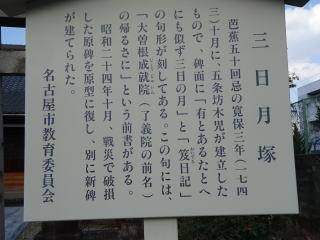 三日月塚
芭蕉五十回忌の寛保三年(一七四
三)十月に、五条坊木児が建立した
もので、碑面に「有とあるたとへ
にも似ず三日の月」と「笈日記」
の句形が刻してある。この句には、
「大曽根成就院(了義院の前名)
の帰るさに」という前書がある。
昭和二十四年十月、戦災で破損
した原碑を原型に復し、別に新碑
が建てられた。
名古屋市教育委員会